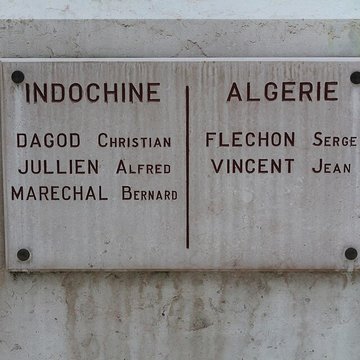 INDOCHINE
DAGOD CHRISTIAN
JULLIEN ALFRED
MARECHAL BERNARD
ALGERIE
FLECHON SERGE
VINCENT JEAN